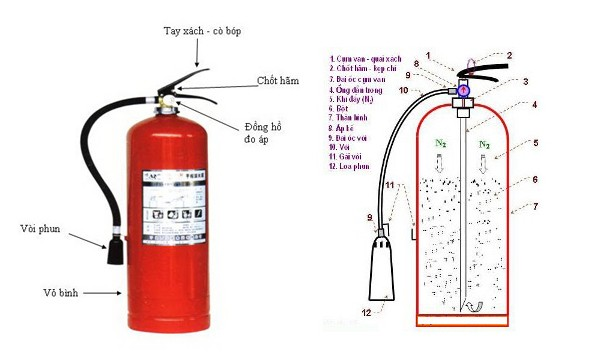 Tay xách - cò bóp
Chốt hãm
Đồng hồ
đo áp
Vòi phun
Vỏ bình
1. Cụm van - quai xách
2. Chốt hãm - kẹp chì
3. Đai ốc cụm van
4. Ống dẫn trong
5. Khí đẩy (N₂)
6. Bột
7. Thân bình
8. Áp kế
9. Đai ốc vòi
10. Vòi
11. Gài vòi
12. Loa phun
1
2
8
9
10
3
4
N₂
N₂
5
6
11
7
9
12